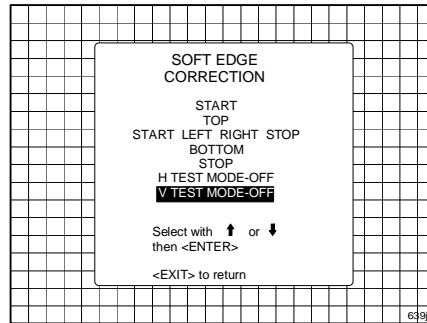 SOFT EDGE
CORRECTION
START
TOP
START LEFT RIGHT STOP
BOTTOM
STOP
H TEST MODE-OFF
V TEST MODE-OFF
Select with ⬆ or ⬇
then <ENTER>
<EXIT> to return
639j